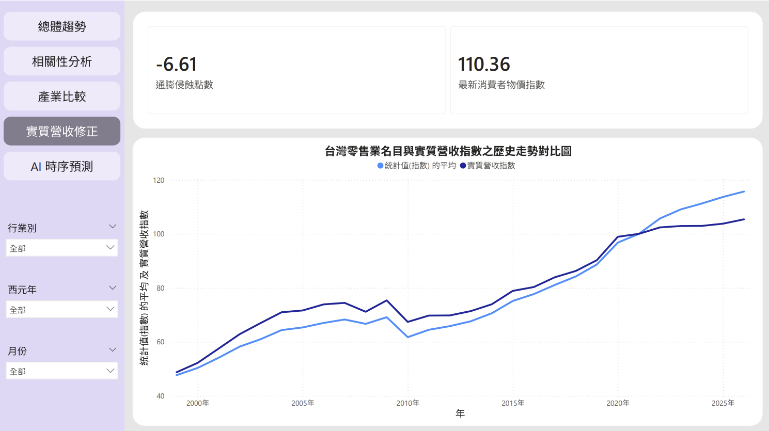 總體趨勢
相關性分析
產業比較
實質營收修正
AI 時序預測
行業別
全部
西元年
全部
月份
全部
-6.61
通膨侵蝕點數
110.36
最新消費者物價指數
台灣零售業名目與實質營收指數之歷史走勢對比圖
統計值(指數) 的平均 實質營收指數
統計值(指數) 的平均 及 實質營收指數
120
100
80
60
40
2000年 2005年 2010年 2015年 2020年 2025年
年